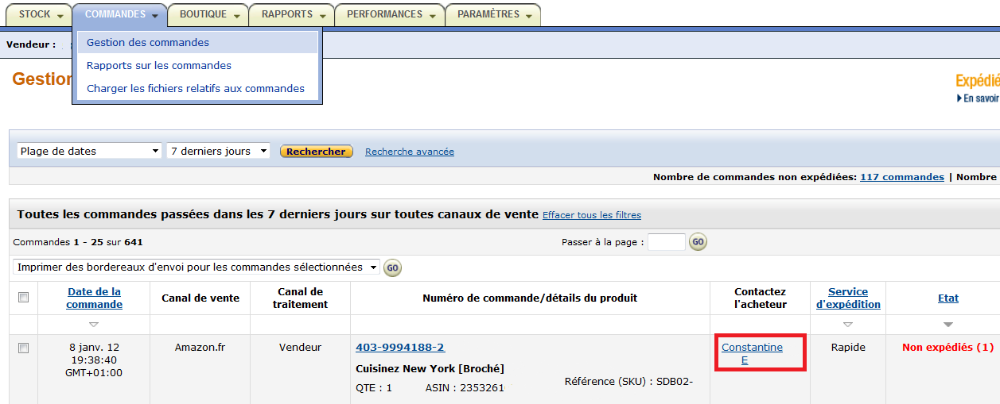 STOCK COMMANDES BOUTIQUE RAPPORTS PERFORMANCES PARAMÈTRES
Vendeur :
Gestion des commandes
Rapports sur les commandes
Charger les fichiers relatifs aux commandes
Gestion
Expédié
En savoir
Plage de dates 7 derniers jours Rechercher Recherche avancée
Nombre de commandes non expédiées: 117 commandes | Nombre
Toutes les commandes passées dans les 7 derniers jours sur toutes canaux de vente Effacer tous les filtres
Commandes 1 - 25 sur 641 Passer à la page : GO
Imprimer des bordereaux d'envoi pour les commandes sélectionnées GO
Date de la commande Canal de vente Canal de traitement Numéro de commande/détails du produit Contactez l'acheteur Service d'expédition Etat
8 janv. 12 Amazon.fr Vendeur 403-9994188-2 Constantine Rapide Non expédiés (1)
19:38:40 E
GMT+01:00 Cuisinez New York [Broché]
QTE : 1 ASIN : 2353261 Référence (SKU) : SDB02-